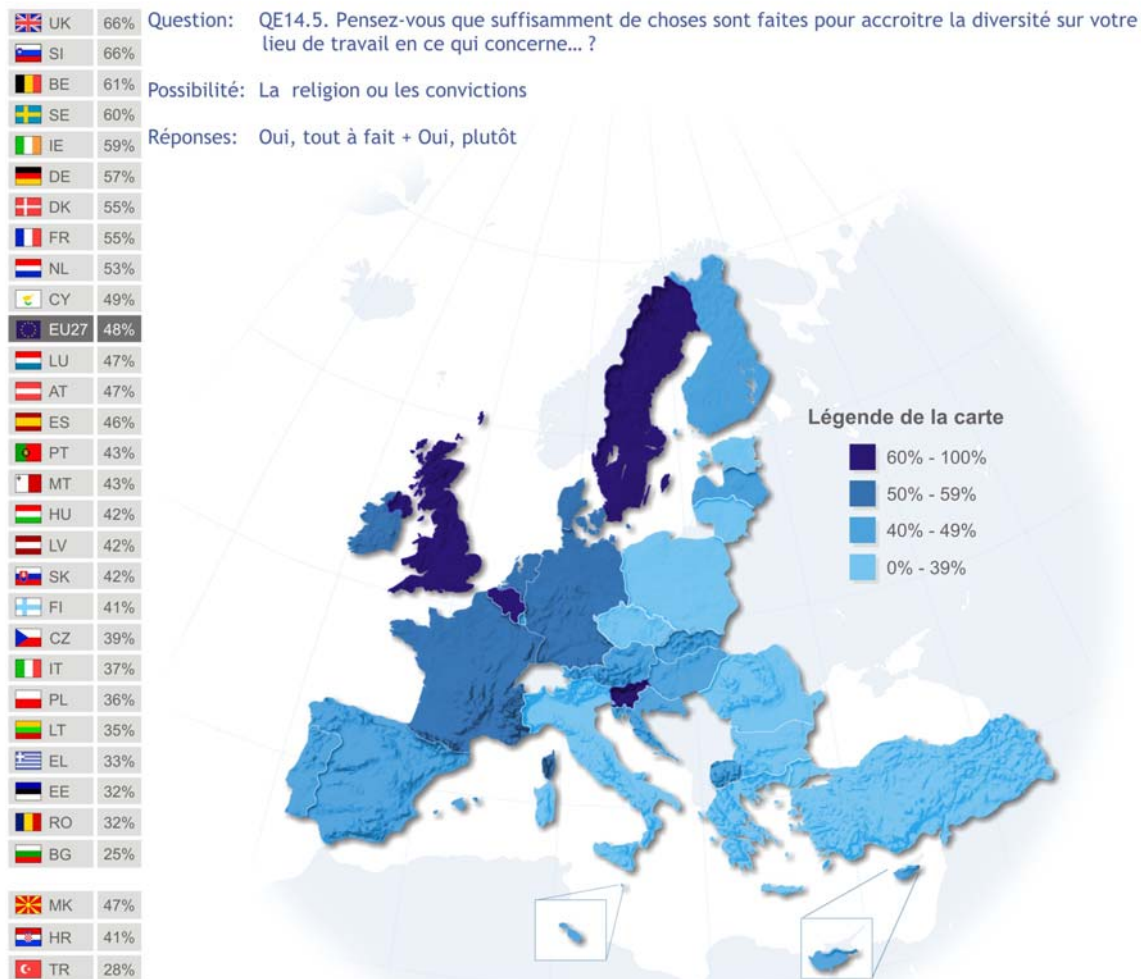 Question: QE14.5. Pensez-vous que suffisamment de choses sont faites pour accroitre la diversité sur votre
lieu de travail en ce qui concerne… ?
Possibilité: La religion ou les convictions
Réponses: Oui, tout à fait + Oui, plutôt
UK 66%
SI 66%
BE 61%
SE 60%
IE 59%
DE 57%
DK 55%
FR 55%
NL 53%
CY 49%
EU27 48%
LU 47%
AT 47%
ES 46%
PT 43%
MT 43%
HU 42%
LV 42%
SK 42%
FI 41%
CZ 39%
IT 37%
PL 36%
LT 35%
EL 33%
EE 32%
RO 32%
BG 25%
MK 47%
HR 41%
TR 28%
Légende de la carte
60% - 100%
50% - 59%
40% - 49%
0% - 39%